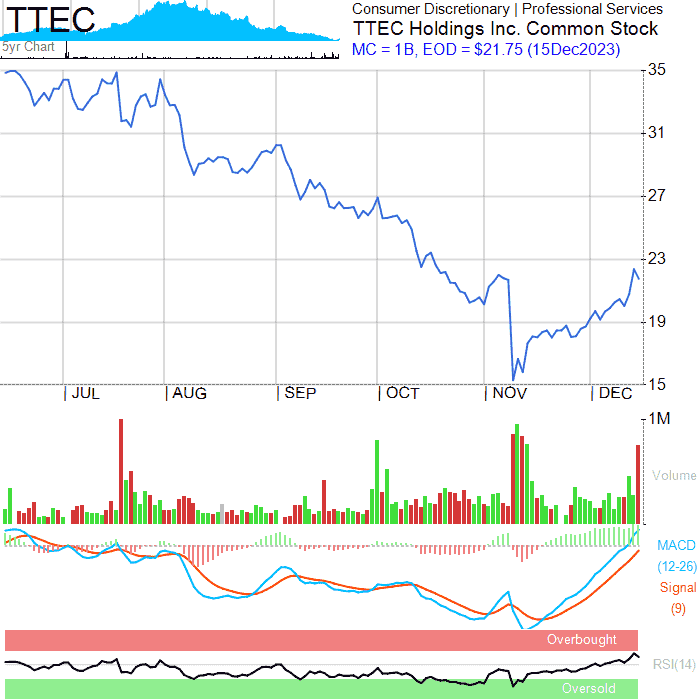 TTEC
5yr Chart
Consumer Discretionary | Professional Services
TTEC Holdings Inc. Common Stock
MC = 1B, EOD = $21.75 (15Dec2023)
35
31
27
23
19
15
| JUL | AUG | SEP | OCT | NOV | DEC
1M
Volume
MACD
(12-26)
Signal
(9)
Overbought
RSI(14)
Oversold